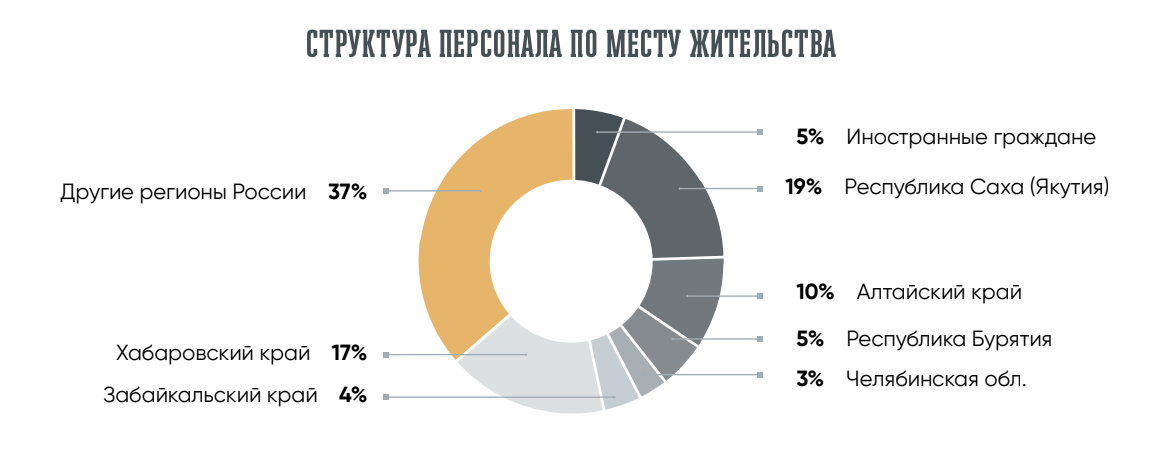 СТРУКТУРА ПЕРСОНАЛА ПО МЕСТУ ЖИТЕЛЬСТВА
5% Иностранные граждане
19% Республика Саха (Якутия)
10% Алтайский край
5% Республика Бурятия
3% Челябинская обл.
Другие регионы России 37%
Хабаровский край 17%
Забайкальский край 4%